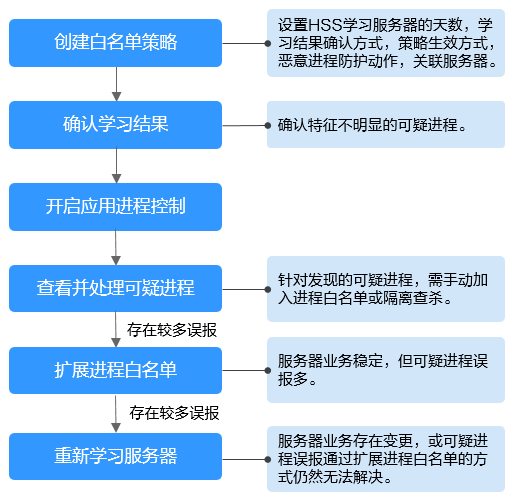 创建白名单策略
设置HSS学习服务器的天数，学
习结果确认方式，策略生效方式，
恶意进程防护动作，关联服务器。
确认学习结果
确认特征不明显的可疑进程。
开启应用进程控制
查看并处理可疑进程
针对发现的可疑进程，需手动加
入进程白名单或隔离查杀。
存在较多误报
扩展进程白名单
服务器业务稳定，但可疑进程误
报多。
存在较多误报
重新学习服务器
服务器业务存在变更，或可疑进
程误报通过扩展进程白名单的方
式仍然无法解决。